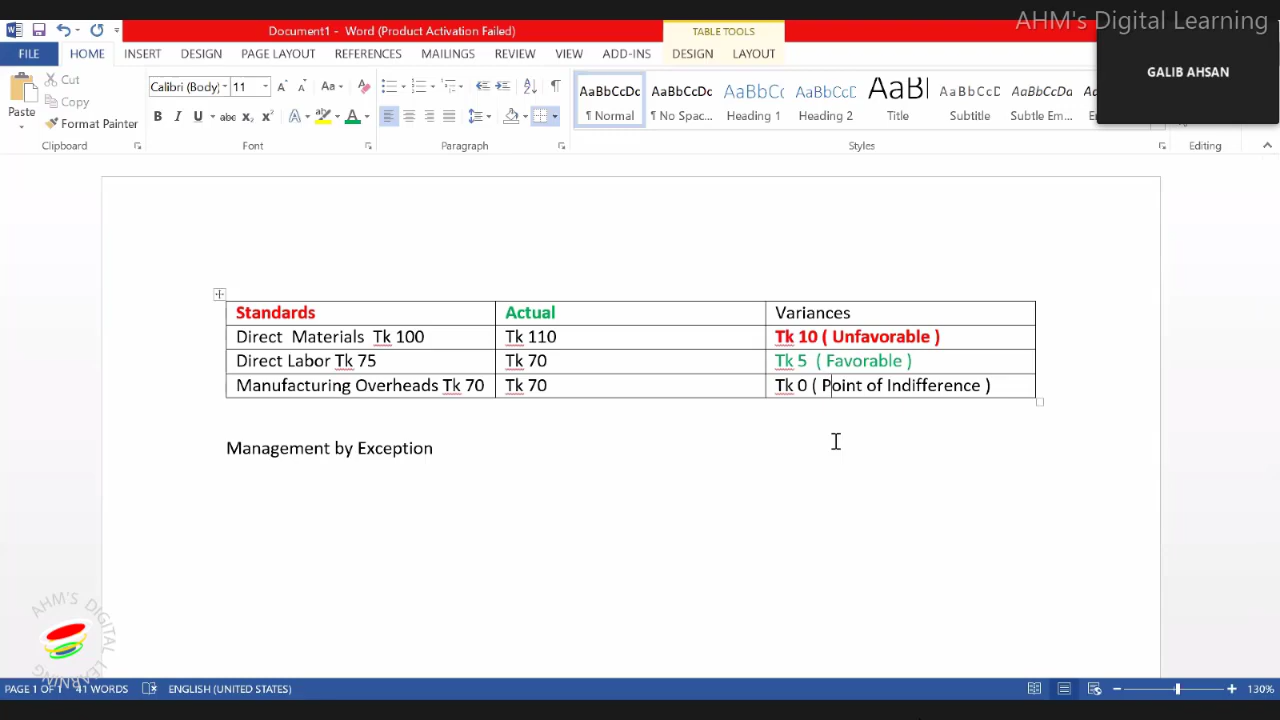 AHM's Digital Learning
Document1 - Word (Product Activation Failed)
TABLE TOOLS
FILE HOME INSERT DESIGN PAGE LAYOUT REFERENCES MAILINGS REVIEW VIEW ADD-INS DESIGN LAYOUT
GALIB AHSAN
Paste
Cut
Copy
Format Painter
Calibri (Body) 11
AaBbCcDc AaBbCcDc AaBbCc AaBbCcD AaBl AaBbCcD AaBbCcDa
¶ Normal ¶ No Spac... Heading 1 Heading 2 Title Subtitle Subtle Em...
Clipboard Font Paragraph Styles Editing
Standards Actual Variances
Direct Materials Tk 100 Tk 110 Tk 10 ( Unfavorable )
Direct Labor Tk 75 Tk 70 Tk 5 ( Favorable )
Manufacturing Overheads Tk 70 Tk 70 Tk 0 ( Point of Indifference )
Management by Exception
AHM'S DIGITAL LEARNING
PAGE 1 OF 1 41 WORDS ENGLISH (UNITED STATES) 130%